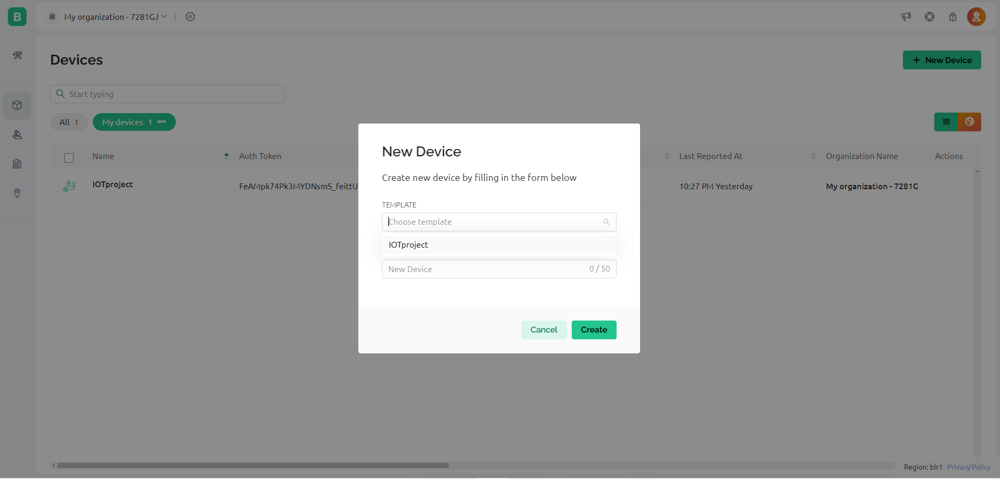 B
My organization - 7281GJ
Devices
+ New Device
Start typing
All 1
My devices 1
Name
Auth Token
Last Reported At
Organization Name
Actions
IOTproject
FeAMpk74Pk3MYDNsmS_feittU
10:27 PM Yesterday
My organization - 7281G
New Device
Create new device by filling in the form below
TEMPLATE
Choose template
IOTproject
New Device
0 / 50
Cancel
Create
Region: blr1
Privacy Policy